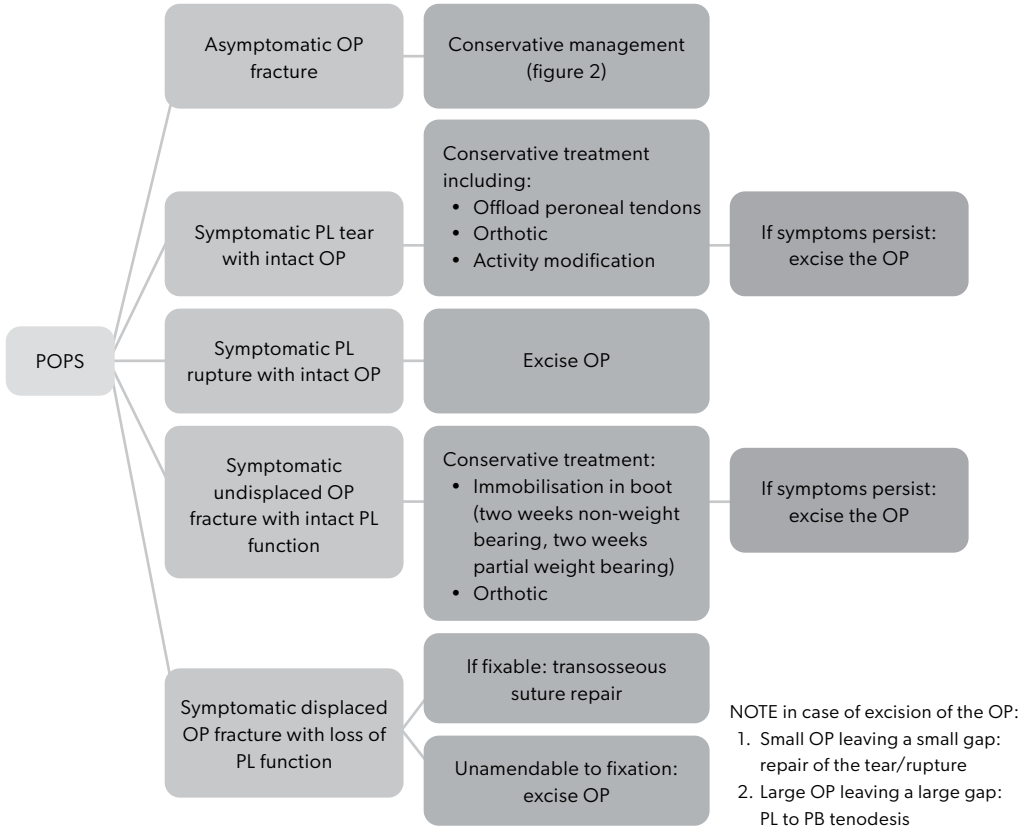 POPS
Asymptomatic OP
fracture
Conservative management
(figure 2)
Symptomatic PL tear
with intact OP
Conservative treatment
including:
• Offload peroneal tendons
• Orthotic
• Activity modification
If symptoms persist:
excise the OP
Symptomatic PL
rupture with intact OP
Excise OP
Symptomatic
undisplaced OP
fracture with intact PL
function
Conservative treatment:
• Immobilisation in boot
(two weeks non-weight
bearing, two weeks
partial weight bearing)
• Orthotic
If symptoms persist:
excise the OP
Symptomatic displaced
OP fracture with loss of
PL function
If fixable: transosseous
suture repair
Unamendable to fixation:
excise OP
NOTE in case of excision of the OP:
1. Small OP leaving a small gap:
repair of the tear/rupture
2. Large OP leaving a large gap:
PL to PB tenodesis